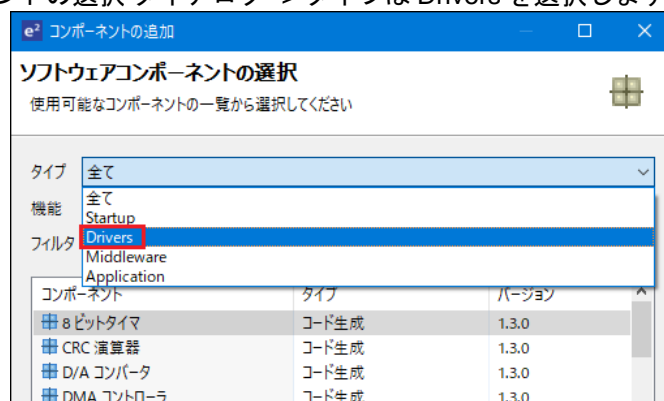 ントの選択ダイアログ－タイプは Drivers を選択します
e² コンポーネントの追加
ソフトウェアコンポーネントの選択
使用可能なコンポーネントの一覧から選択してください
タイプ 全て
機能 全て
Startup
フィルタ Drivers
Middleware
Application
コンポーネント タイプ バージョン
8 ビットタイマ コード生成 1.3.0
CRC 演算器 コード生成 1.3.0
D/A コンバータ コード生成 1.3.0
DMA コントローラ コード生成 1.3.0